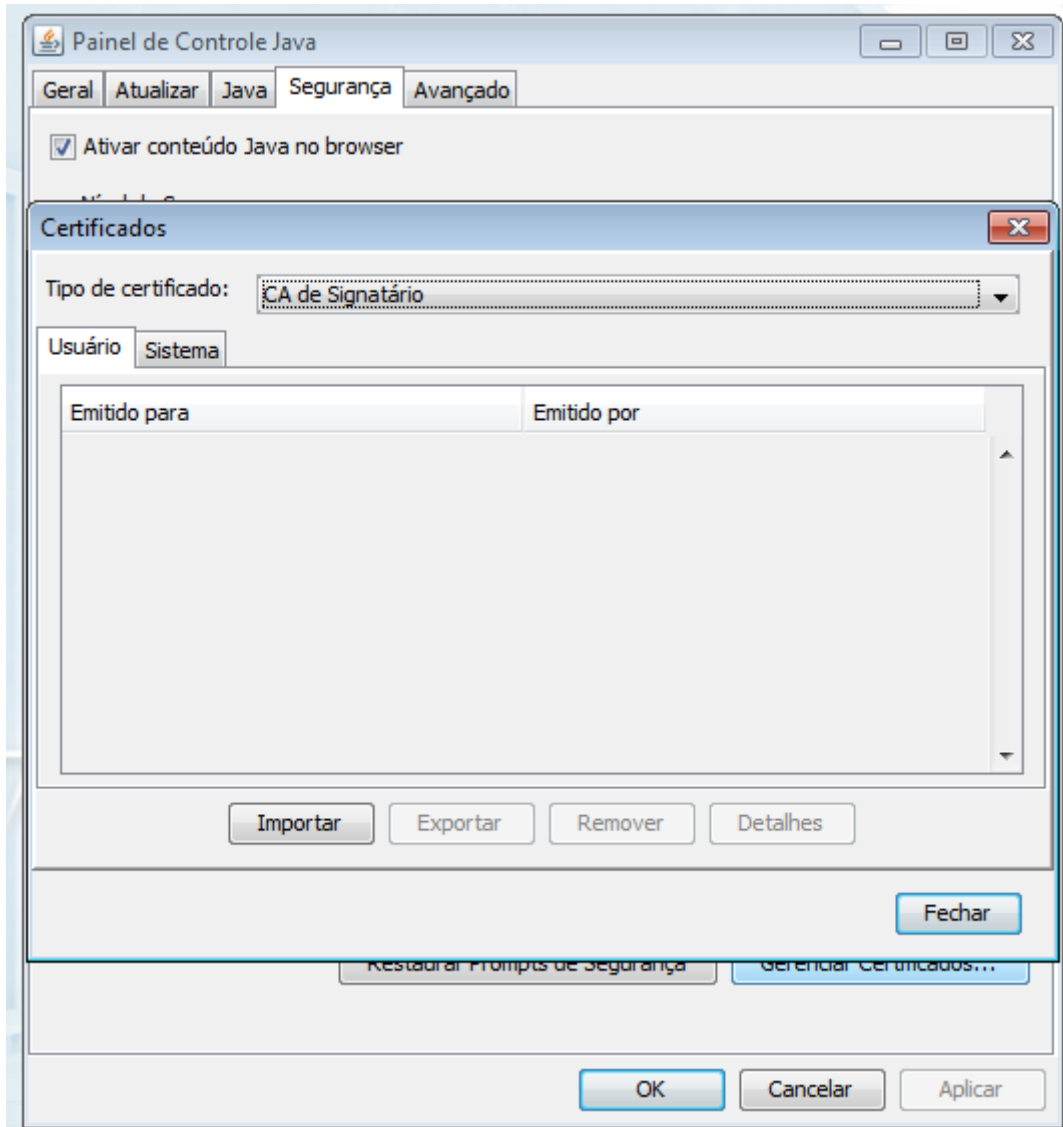 Painel de Controle Java
Geral Atualizar Java Segurança Avançado
Ativar conteúdo Java no browser
Certificados
Tipo de certificado: CA de Signatário
Usuário Sistema
Emitido para Emitido por
Importar Exportar Remover Detalhes
Fechar
Restaurar Prompts de Segurança Gerenciar Certificados...
OK Cancelar Aplicar